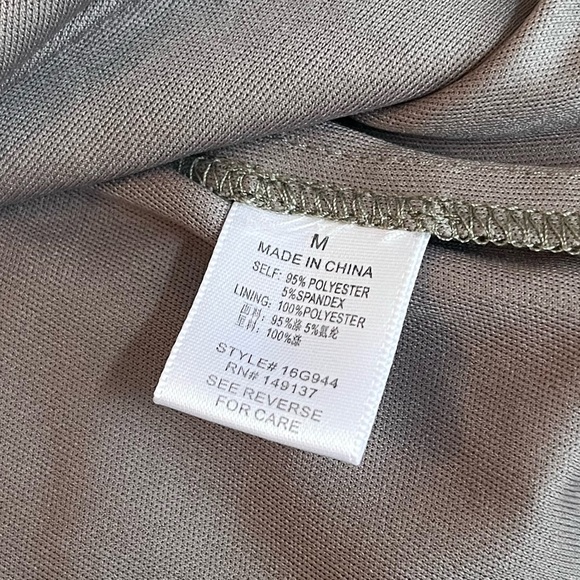 M
MADE IN CHINA
SELF: 95% POLYESTER
5%SPANDEX
LINING: 100%POLYESTER
面料: 95%涤 5%氨纶
里料: 100%涤
STYLE# 16G944
RN# 149137
SEE REVERSE
FOR CARE